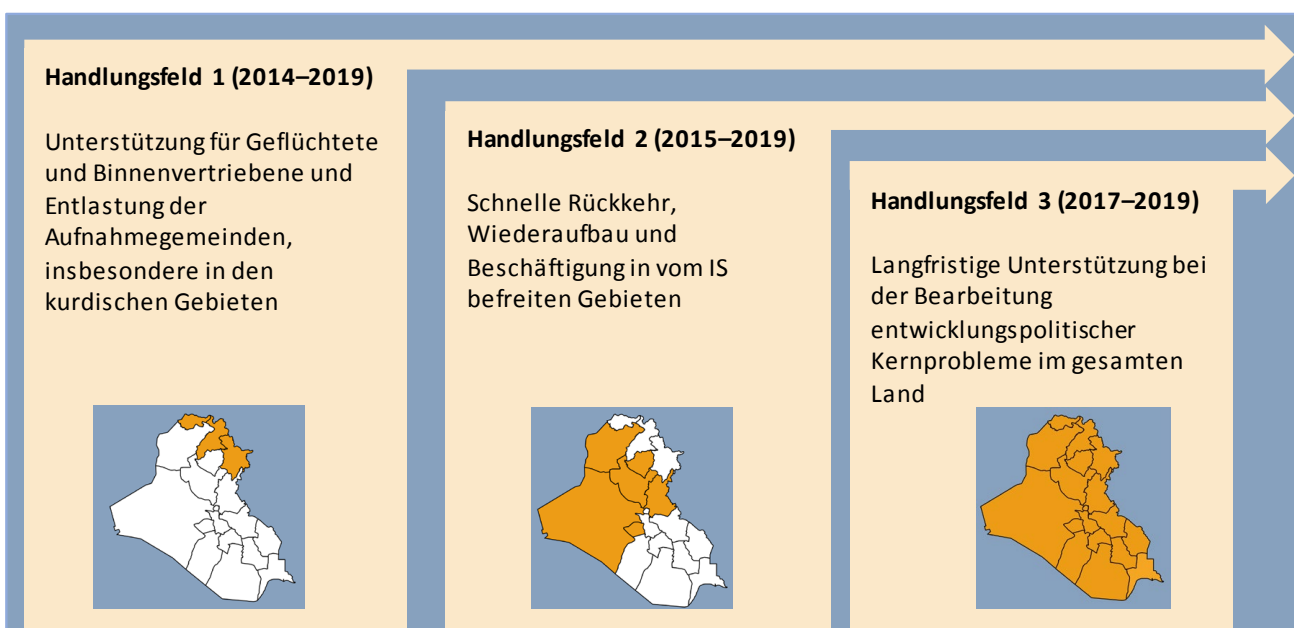 Handlungsfeld 1 (2014–2019)
Unterstützung für Geflüchtete
und Binnenvertriebene und
Entlastung der
Aufnahmegemeinden,
insbesondere in den
kurdischen Gebieten
Handlungsfeld 2 (2015–2019)
Schnelle Rückkehr,
Wiederaufbau und
Beschäftigung in vom IS
befreiten Gebieten
Handlungsfeld 3 (2017–2019)
Langfristige Unterstützung bei
der Bearbeitung
entwicklungspolitischer
Kernprobleme im gesamten
Land